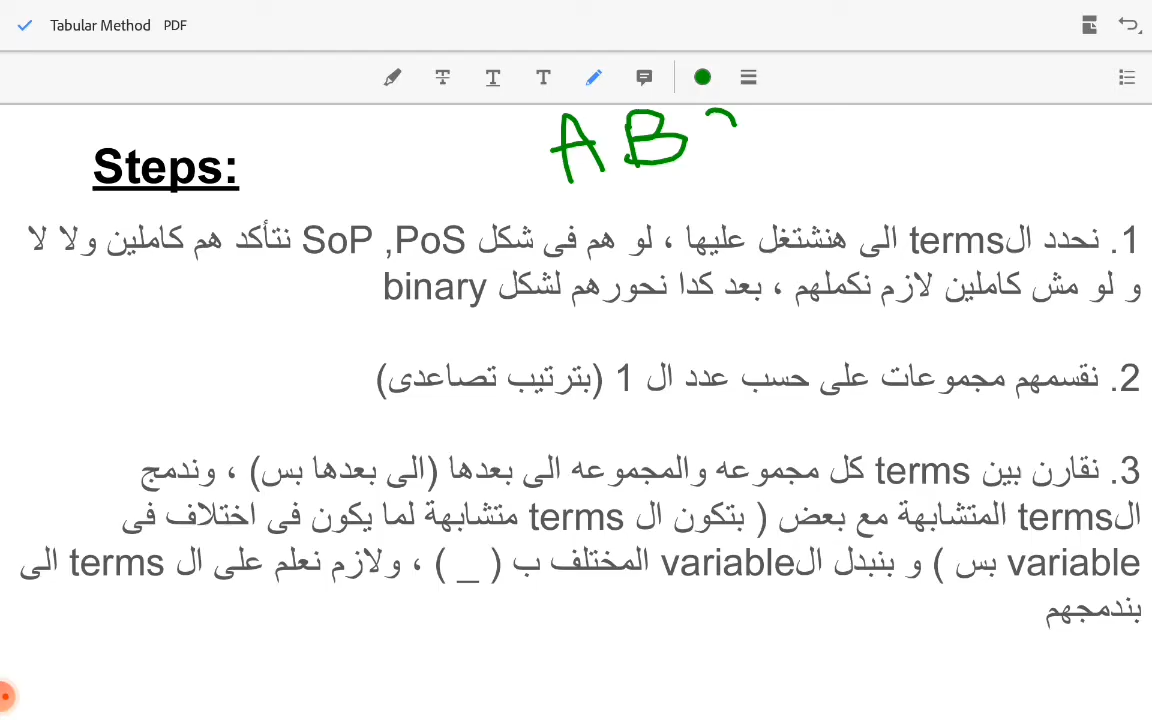 Tabular Method PDF
A B
Steps:
1. نحدد الterms الى هنشتغل عليها ، لو هم فى شكل SoP ,PoS نتأكد هم كاملين ولا لا
و لو مش كاملين لازم نكملهم ، بعد كدا نحورهم لشكل binary
2. نقسمهم مجموعات على حسب عدد ال 1 (بترتيب تصاعدى)
3. نقارن بين terms كل مجموعه والمجموعه الى بعدها (الى بعدها بس) ، وندمج
الterms المتشابهة مع بعض ( بتكون ال terms متشابهة لما يكون فى اختلاف فى
variable بس ) و بنبدل الvariable المختلف ب ( _ ) ، ولازم نعلم على ال terms الى
بندمجهم